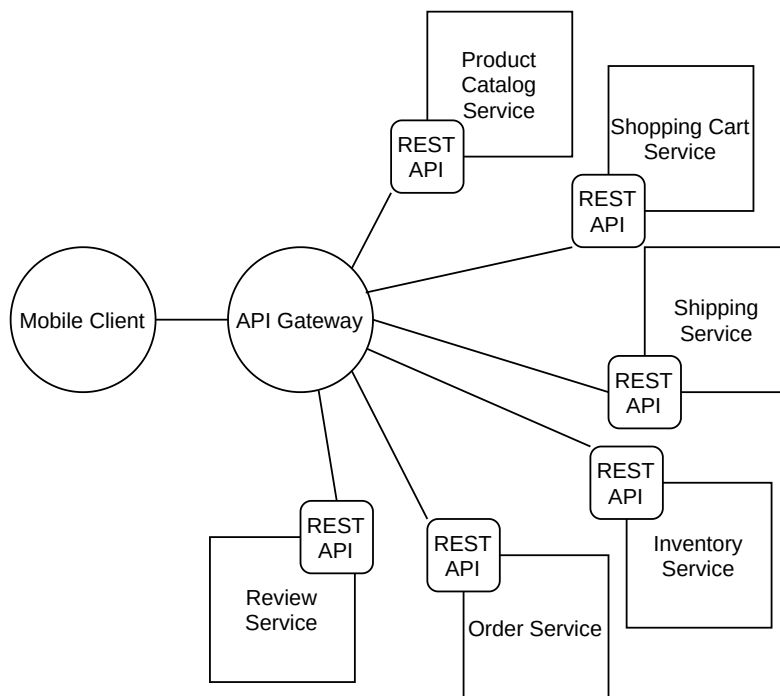 Product
Catalog
Service
REST
API
Shopping Cart
Service
REST
API
Mobile Client
API Gateway
Shipping
Service
REST
API
REST
API
Inventory
Service
REST
API
Review
Service
REST
API
Order Service